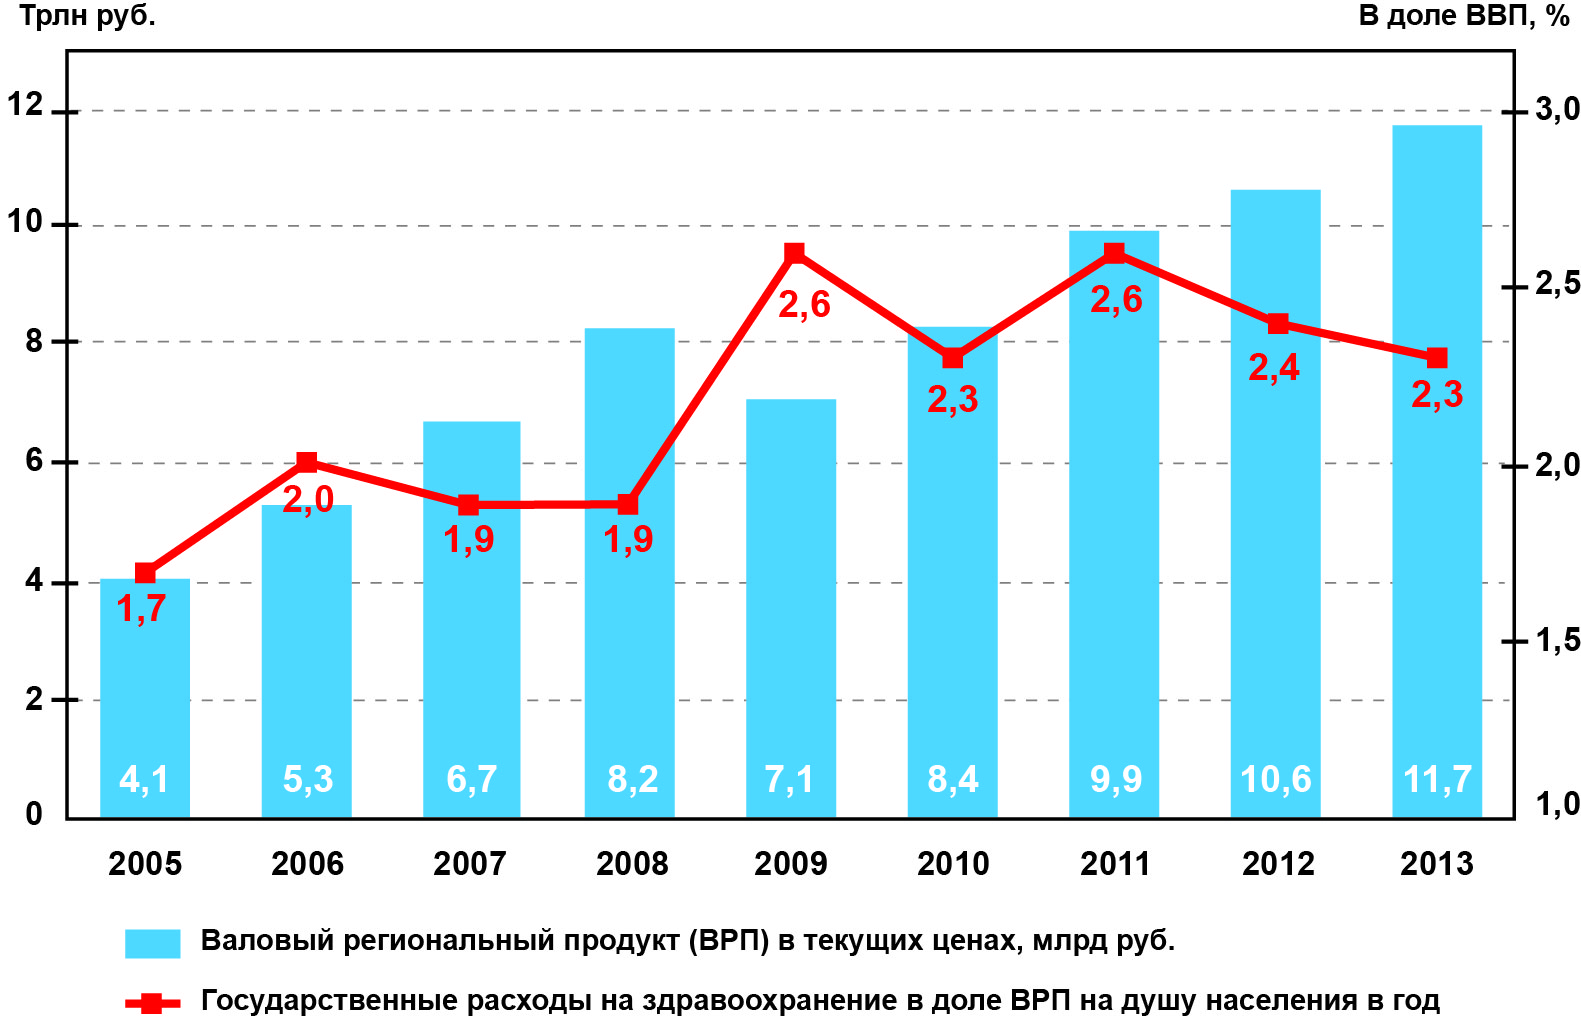 Трлн руб. В доле ВВП, %
12 3,0
10
2,5
8
6 2,0
4
1,5
2
0 1,0
2,6 2,6
2,3 2,4 2,3
2,0
1,9 1,9
1,7
4,1 5,3 6,7 8,2 7,1 8,4 9,9 10,6 11,7
2005 2006 2007 2008 2009 2010 2011 2012 2013
Валовый региональный продукт (ВРП) в текущих ценах, млрд руб.
Государственные расходы на здравоохранение в доле ВРП на душу населения в год